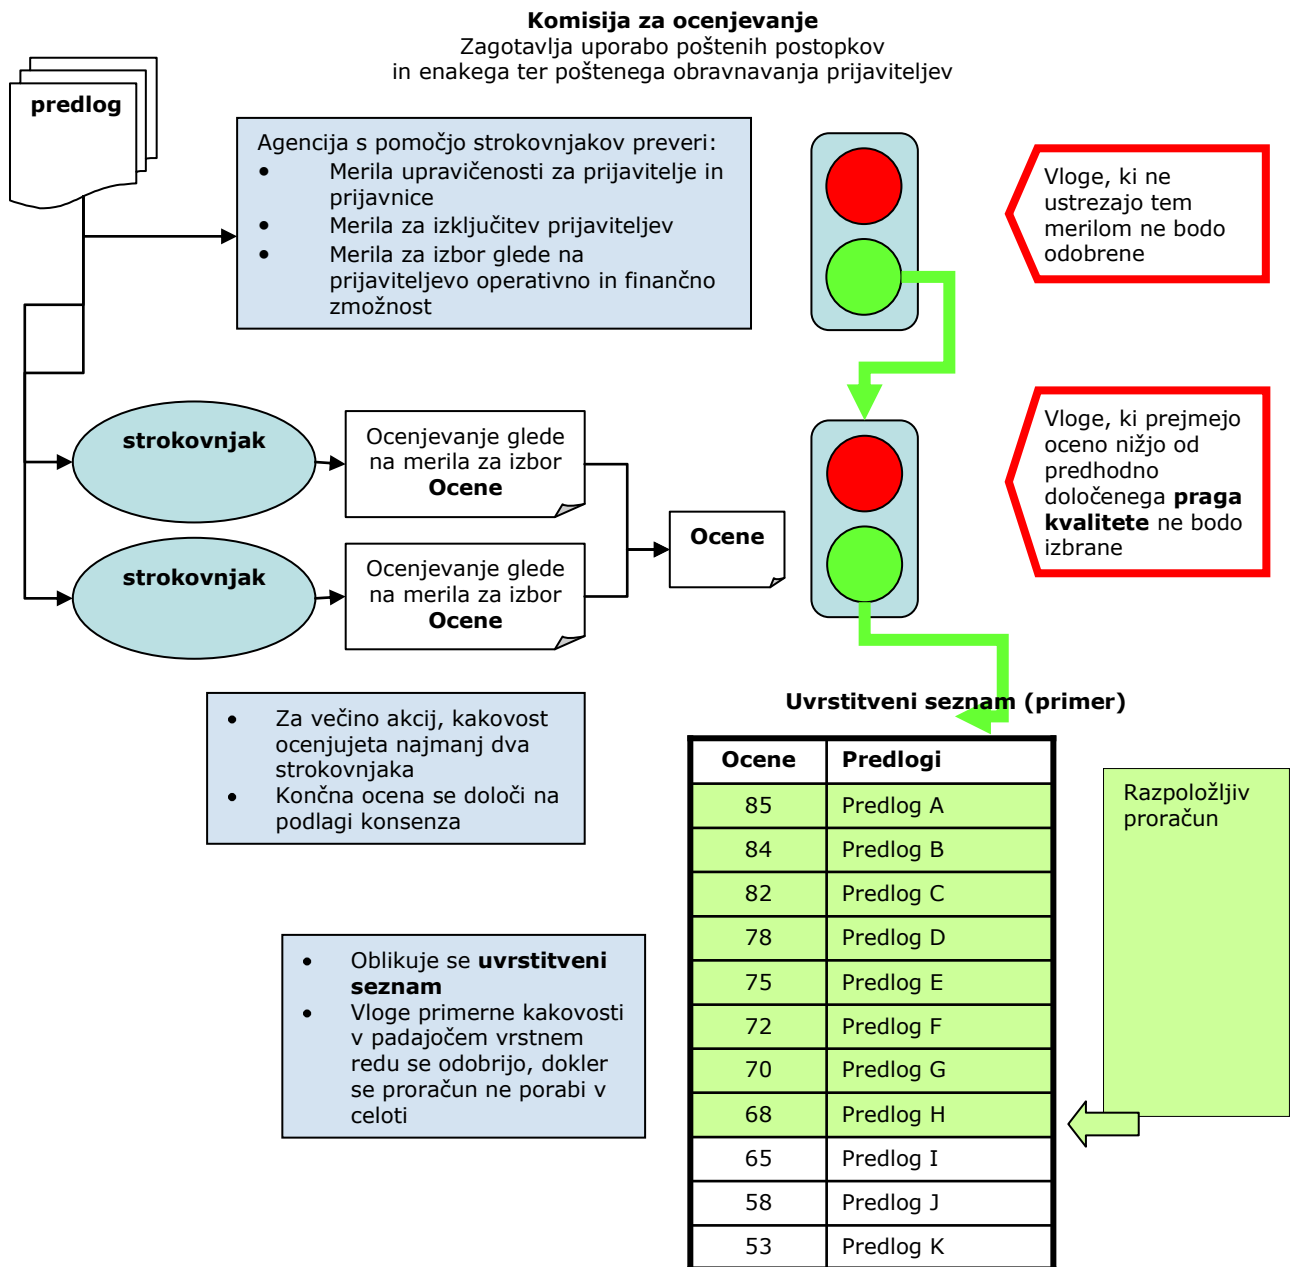 Komisija za ocenjevanje
Zagotavlja uporabo poštenih postopkov
in enakega ter poštenega obravnavanja prijaviteljev
predlog
Agencija s pomočjo strokovnjakov preveri:
• Merila upravičenosti za prijavitelje in
prijavnice
• Merila za izključitev prijaviteljev
• Merila za izbor glede na
prijaviteljevo operativno in finančno
zmožnost
Vloge, ki ne
ustrezajo tem
merilom ne bodo
odobrene
strokovnjak
Ocenjevanje glede
na merila za izbor
Ocene
strokovnjak
Ocenjevanje glede
na merila za izbor
Ocene
Ocene
Vloge, ki prejmejo
oceno nižjo od
predhodno
določenega praga
kvalitete ne bodo
izbrane
• Za večino akcij, kakovost
ocenjujeta najmanj dva
strokovnjaka
• Končna ocena se določi na
podlagi konsenza
• Oblikuje se uvrstitveni
seznam
• Vloge primerne kakovosti
v padajočem vrstnem
redu se odobrijo, dokler
se proračun ne porabi v
celoti
Uvrstitveni seznam (primer)
Ocene Predlogi
85 Predlog A
84 Predlog B
82 Predlog C
78 Predlog D
75 Predlog E
72 Predlog F
70 Predlog G
68 Predlog H
65 Predlog I
58 Predlog J
53 Predlog K
Razpoložljiv
proračun